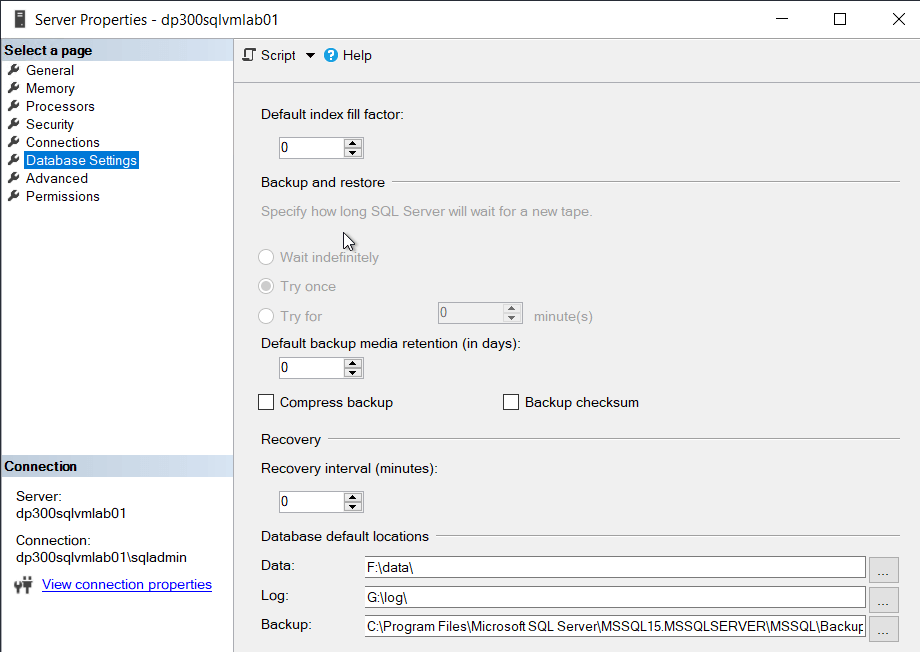 Server Properties - dp300sqlvmlab01
Select a page
General
Memory
Processors
Security
Connections
Database Settings
Advanced
Permissions
Connection
Server:
dp300sqlvmlab01
Connection:
dp300sqlvmlab01\sqladmin
View connection properties
Script ? Help
Default index fill factor:
0
Backup and restore
Specify how long SQL Server will wait for a new tape.
Wait indefinitely
Try once
Try for 0 minute(s)
Default backup media retention (in days):
0
Compress backup Backup checksum
Recovery
Recovery interval (minutes):
0
Database default locations
Data: F:\data\ ...
Log: G:\log\ ...
Backup: C:\Program Files\Microsoft SQL Server\MSSQL15.MSSQLSERVER\MSSQL\Backup ...